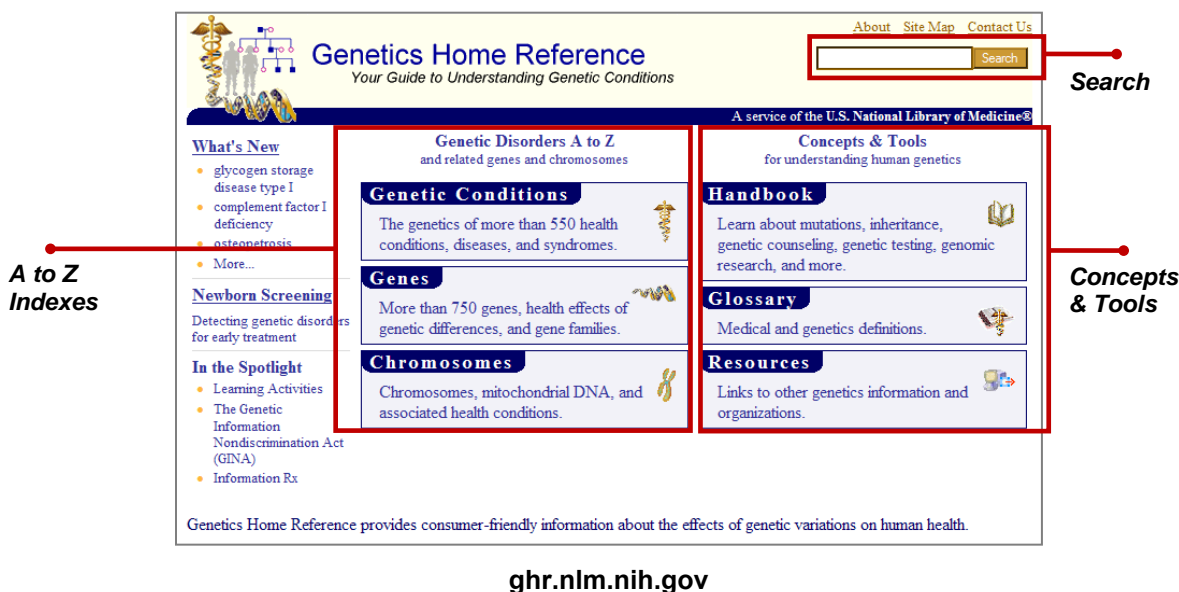 About Site Map Contact Us
Genetics Home Reference
Your Guide to Understanding Genetic Conditions
Search
Search
A service of the U.S. National Library of Medicine®
What's New
glycogen storage
disease type I
complement factor I
deficiency
osteopetrosis
More...
Newborn Screening
Detecting genetic disorders
for early treatment
In the Spotlight
Learning Activities
The Genetic
Information
Nondiscrimination Act
(GINA)
Information Rx
A to Z
Indexes
Genetic Disorders A to Z
and related genes and chromosomes
Genetic Conditions
The genetics of more than 550 health
conditions, diseases, and syndromes.
Genes
More than 750 genes, health effects of
genetic differences, and gene families.
Chromosomes
Chromosomes, mitochondrial DNA, and
associated health conditions.
Concepts & Tools
for understanding human genetics
Handbook
Learn about mutations, inheritance,
genetic counseling, genetic testing, genomic
research, and more.
Glossary
Medical and genetics definitions.
Resources
Links to other genetics information and
organizations.
Concepts
& Tools
Genetics Home Reference provides consumer-friendly information about the effects of genetic variations on human health.
ghr.nlm.nih.gov